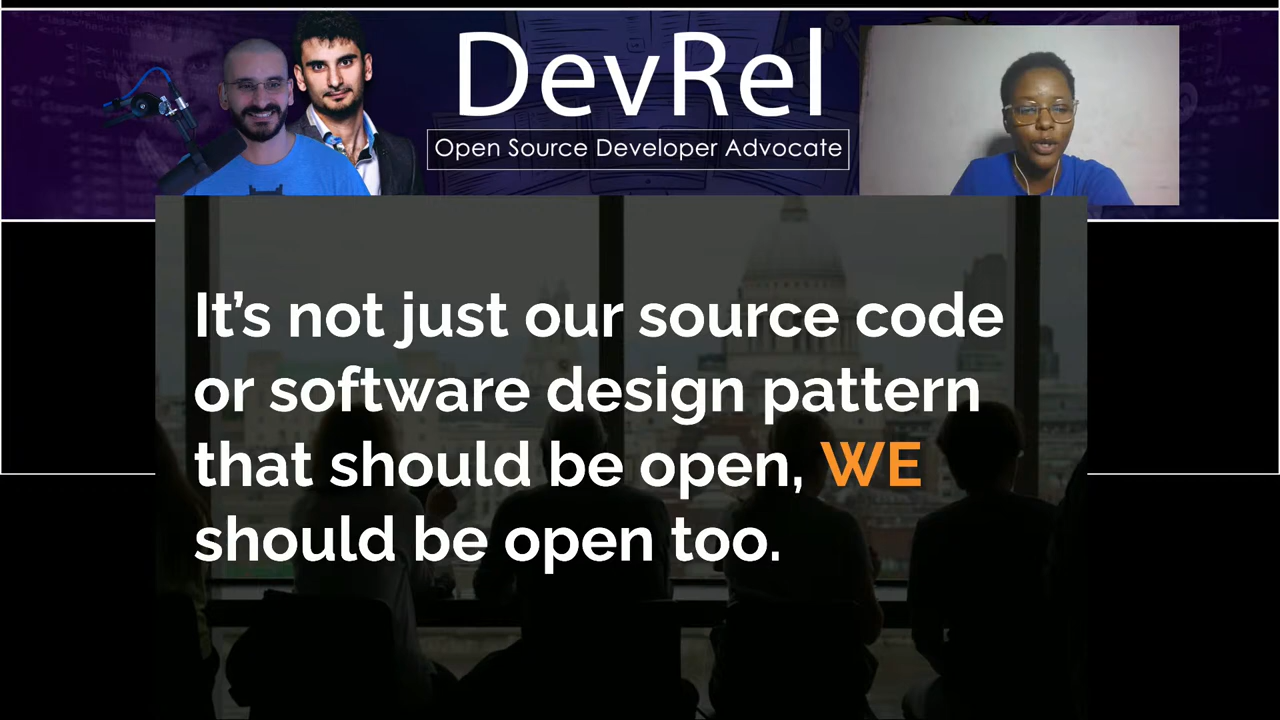 DevRel
Open Source Developer Advocate
It’s not just our source code
or software design pattern
that should be open, WE
should be open too.